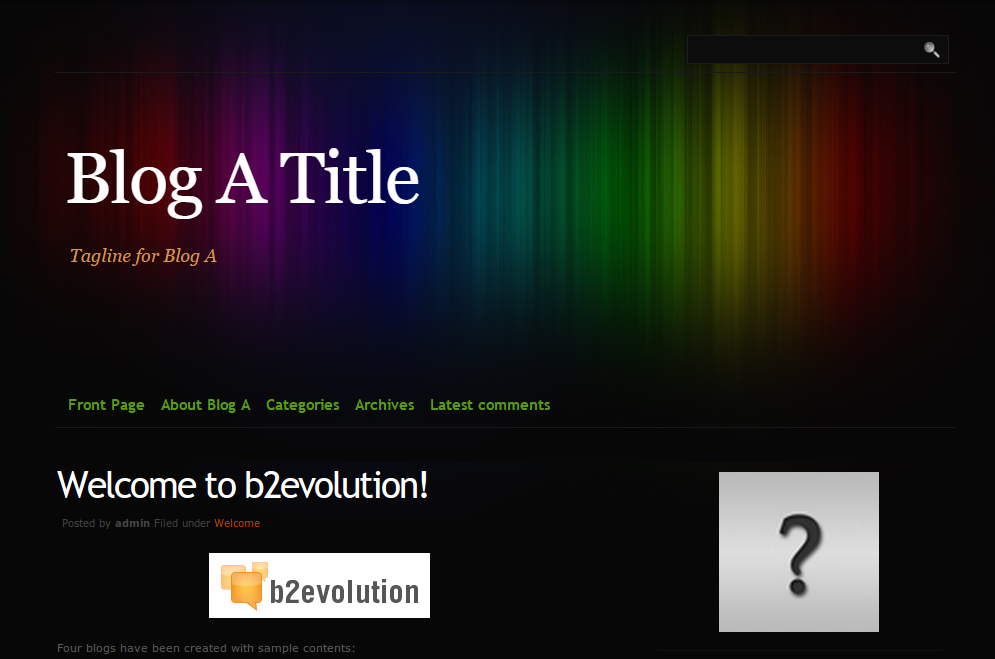 Blog A Title
Tagline for Blog A
Front Page About Blog A Categories Archives Latest comments
Welcome to b2evolution!
Posted by admin Filed under Welcome
b2evolution
?
Four blogs have been created with sample contents: